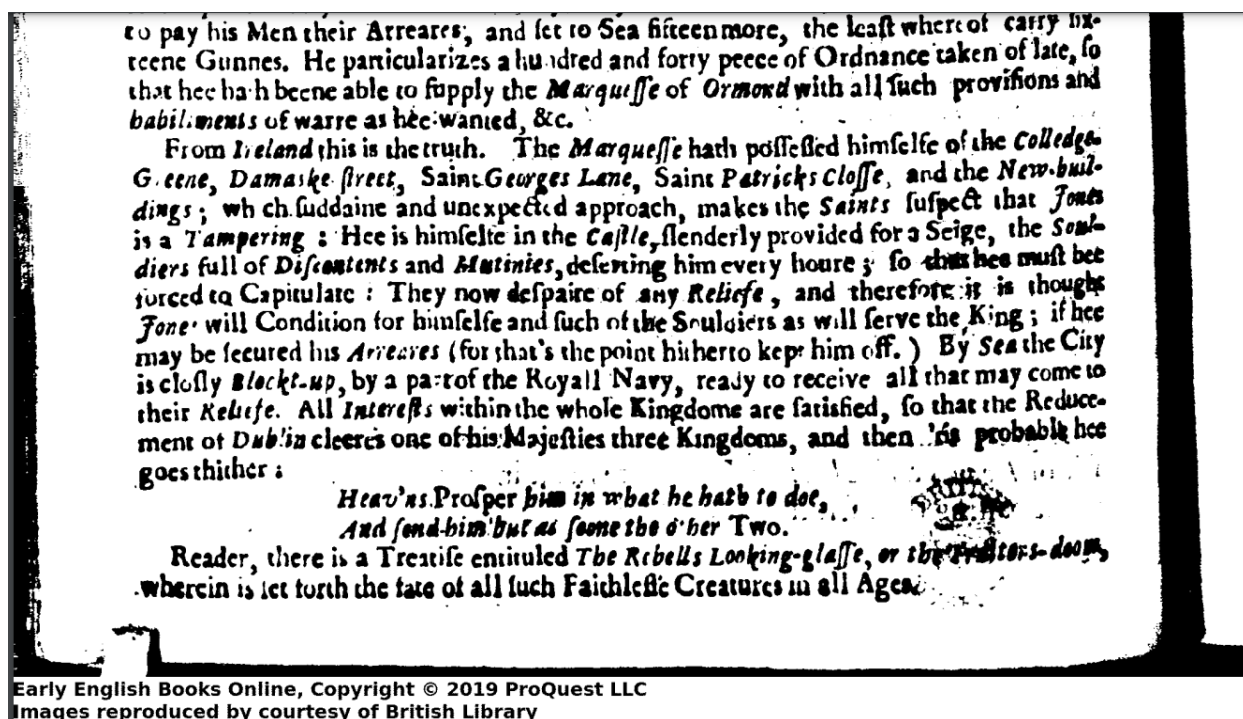 to pay his Men their Arreares, and ſet to Sea fifteen more, the leaſt whereof carry ſix-
teene Gunnes. He particularizes a hundred and forty peece of Ordnance taken of late, ſo
that hee hath beene able to ſupply the Marqueſſe of Ormond with all ſuch proviſions and
habiliments of warre as hee wanted, &c.
From Ireland this is the truth. The Marqueſſe hath poſſeſſed himſelfe of the Colledge-
Greene, Damaske ſtreet, Saint Georges Lane, Saint Patricks Cloſſe, and the New-buil-
dings; which ſuddaine and unexpected approach, makes the Saints ſuſpect that Jones
is a Tampering : Hee is himſelfe in the Caſtle, ſlenderly provided for a Seige, the Soul-
diers full of Diſcontents and Mutinies, deſerting him every houre; ſo that hee muſt bee
forced to Capitulate : They now deſpaire of any Reliefe, and therefore it is thought
Jones will Condition for himſelfe and ſuch of the Souldiers as will ſerve the King; if hee
may be ſecured his Arreares (for that's the point hitherto kept him off.) By Sea the City
is cloſly Blockt-up, by a part of the Royall Navy, ready to receive all that may come to
their Reliefe. All Intereſts within the whole Kingdome are ſatisfied, ſo that the Reduce-
ment of Dublin cleeres one of his Majeſties three Kingdoms, and then 'tis probable hee
goes thither :
Heav'ns Proſper him in what he hath to doe,
And ſend him but as ſoone the other Two.
Reader, there is a Treatiſe entituled The Rebells Looking-glaſſe, or the Traitors-doom,
wherein is ſet forth the fate of all ſuch Faithleſſe Creatures in all Ages.
Early English Books Online, Copyright © 2019 ProQuest LLC
Images reproduced by courtesy of British Library